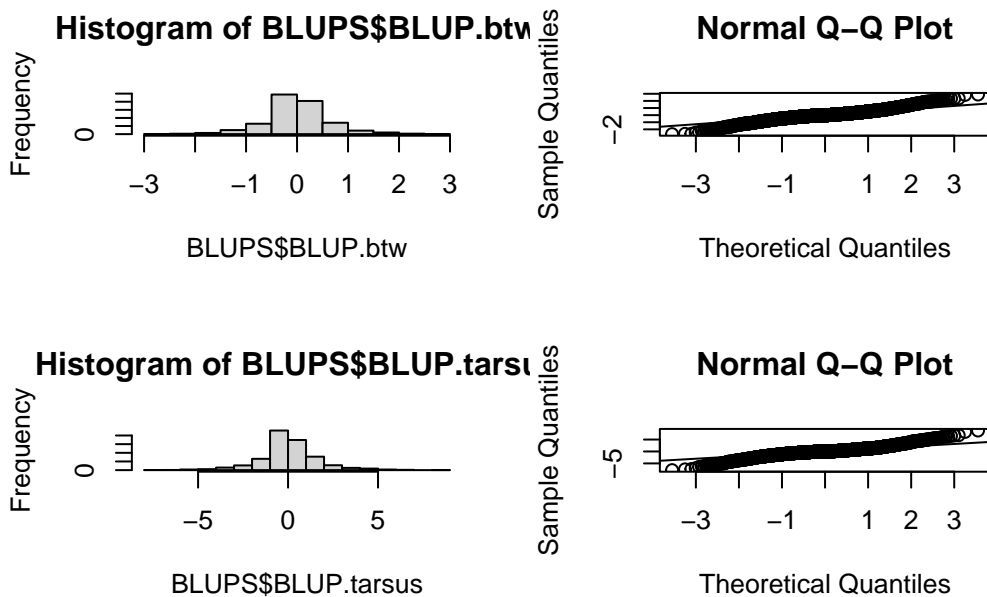 Histogram of BLUPS$BLUP.btw
Frequency
0
−3 −1 0 1 2 3
BLUPS$BLUP.btw
Normal Q−Q Plot
Sample Quantiles
−2
−3 −1 1 2 3
Theoretical Quantiles
Histogram of BLUPS$BLUP.tarsu
Frequency
0
−5 0 5
BLUPS$BLUP.tarsus
Normal Q−Q Plot
Sample Quantiles
−5
−3 −1 1 2 3
Theoretical Quantiles